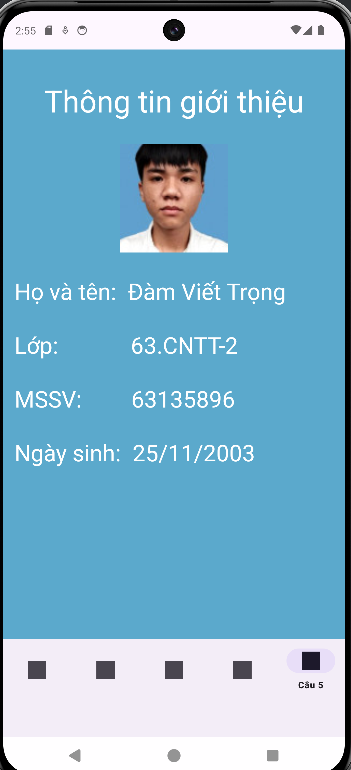 2:55
Thông tin giới thiệu
Họ và tên: Đàm Viết Trọng
Lớp: 63.CNTT-2
MSSV: 63135896
Ngày sinh: 25/11/2003
Câu 5